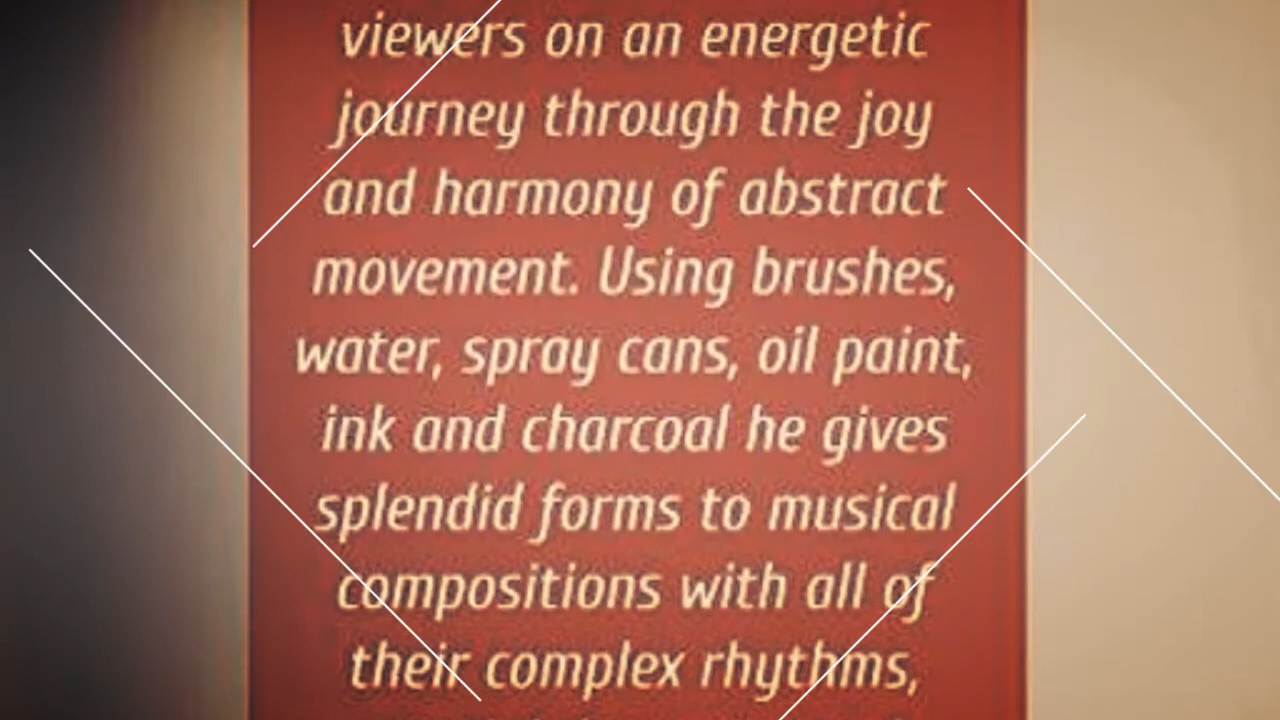 viewers on an energetic
journey through the joy
and harmony of abstract
movement. Using brushes,
water, spray cans, oil paint,
ink and charcoal he gives
splendid forms to musical
compositions with all of
their complex rhythms,